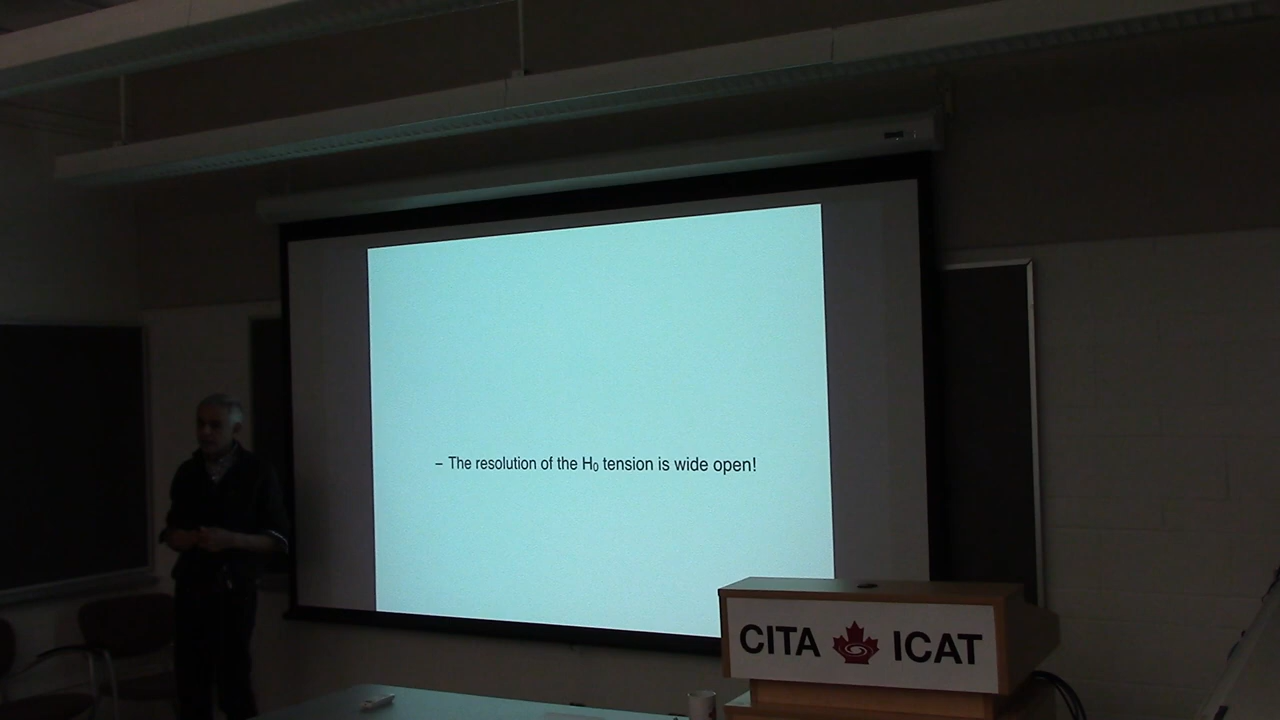 – The resolution of the H₀ tension is wide open!
CITA ICAT